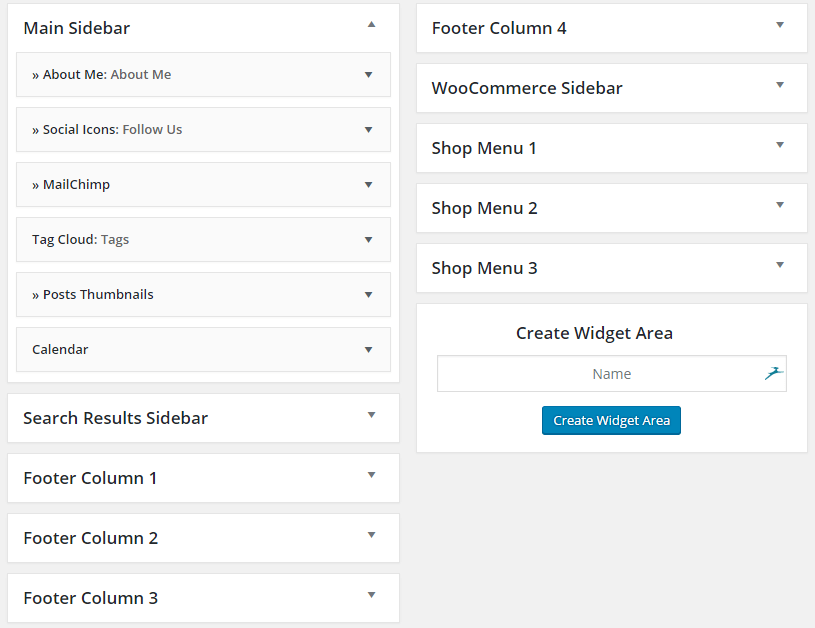 Main Sidebar
» About Me: About Me
» Social Icons: Follow Us
» MailChimp
Tag Cloud: Tags
» Posts Thumbnails
Calendar
Search Results Sidebar
Footer Column 1
Footer Column 2
Footer Column 3
Footer Column 4
WooCommerce Sidebar
Shop Menu 1
Shop Menu 2
Shop Menu 3
Create Widget Area
Name
Create Widget Area